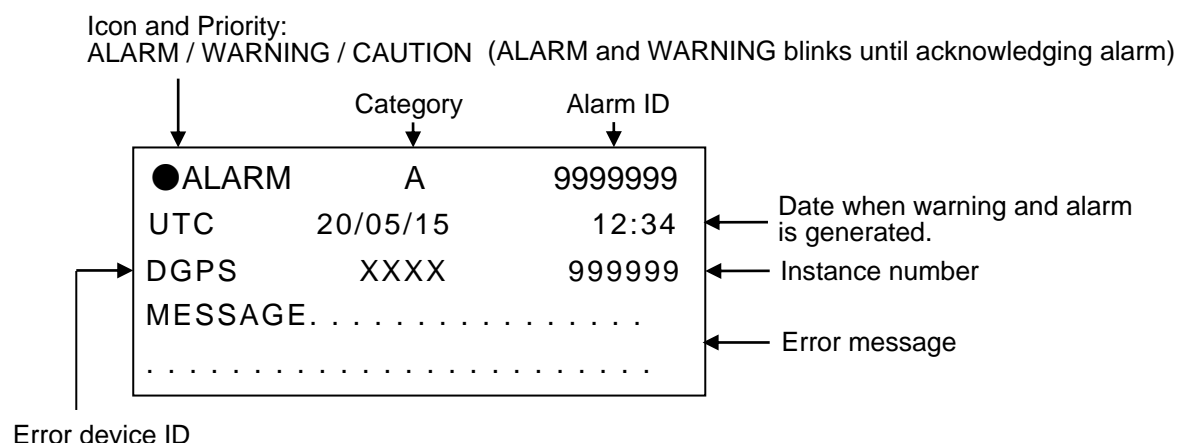 Icon and Priority:
ALARM / WARNING / CAUTION (ALARM and WARNING blinks until acknowledging alarm)
Category Alarm ID
●ALARM A 9999999
UTC 20/05/15 12:34
Date when warning and alarm
is generated.
DGPS XXXX 999999
Instance number
MESSAGE. . . . . . . . . . . . . . . . .
Error message
. . . . . . . . . . . . . . . . . . . . . . . . .
Error device ID